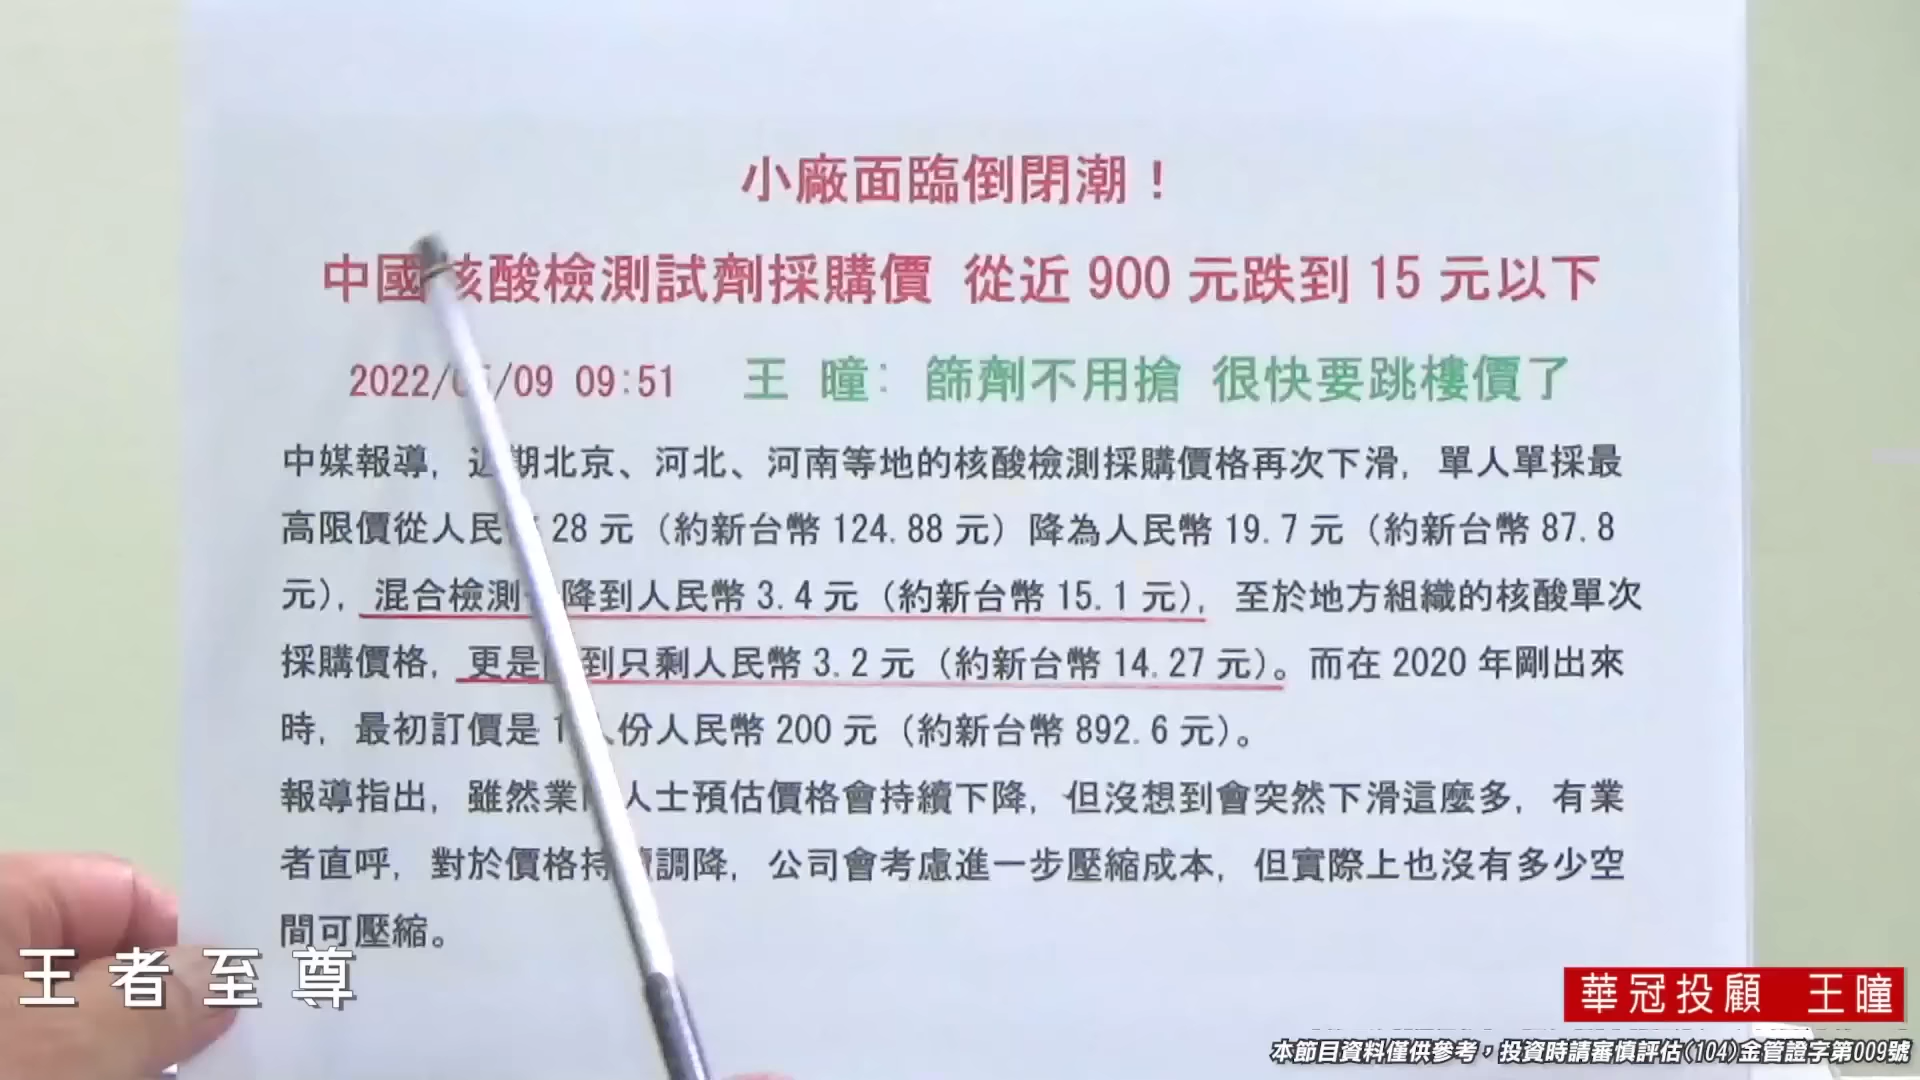 小廠面臨倒閉潮！
中國核酸檢測試劑採購價 從近 900 元跌到 15 元以下
2022/05/09 09:51 王 曈：篩劑不用搶 很快要跳樓價了
中媒報導，近期北京、河北、河南等地的核酸檢測採購價格再次下滑，單人單採最
高限價從人民幣 28 元（約新台幣 124.88 元）降為人民幣 19.7 元（約新台幣 87.8
元），混合檢測 降到人民幣 3.4 元（約新台幣 15.1 元），至於地方組織的核酸單次
採購價格，更是 到只剩人民幣 3.2 元（約新台幣 14.27 元）。而在 2020 年剛出來
時，最初訂價是 1 人份人民幣 200 元（約新台幣 892.6 元）。
報導指出，雖然業內人士預估價格會持續下降，但沒想到會突然下滑這麼多，有業
者直呼，對於價格持續調降，公司會考慮進一步壓縮成本，但實際上也沒有多少空
間可壓縮。
王者至尊
華冠投顧 王曈
本節目資料僅供參考，投資時請審慎評估(104)金管證字第009號